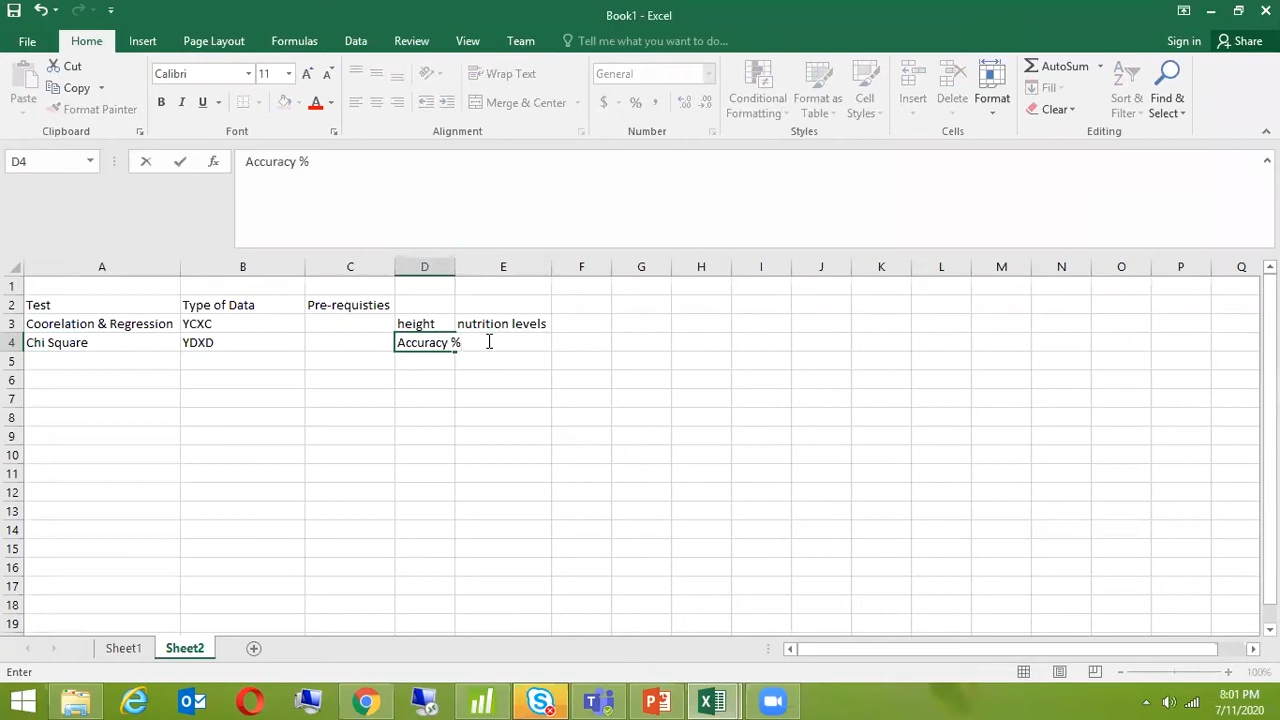 Book1 - Excel
File Home Insert Page Layout Formulas Data Review View Team Tell me what you want to do... Sign in Share
Paste Cut Copy Format Painter Clipboard
Calibri 11 A A B I U A Font
Wrap Text Merge & Center Alignment
General $ % , Number
Conditional Formatting Format as Table Cell Styles Styles
Insert Delete Format Cells
AutoSum Fill Clear Sort & Filter Find & Select Editing
D4 fx Accuracy %
A B C D E F G H I J K L M N O P Q
1
2 Test Type of Data Pre-requisties
3 Coorelation & Regression YCXC height nutrition levels
4 Chi Square YDXD Accuracy %
5
6
7
8
9
10
11
12
13
14
15
16
17
18
19
Sheet1 Sheet2
Enter 100%
8:01 PM
7/11/2020